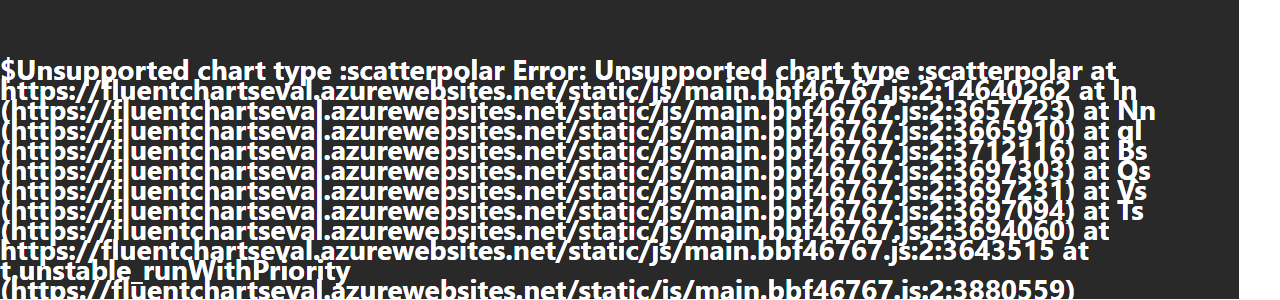 $Unsupported chart type :scatterpolar Error: Unsupported chart type :scatterpolar at
https://fluentchartseval.azurewebsites.net/static/js/main.bbf46767.js:2:14640262 at ln
(https://fluentchartseval.azurewebsites.net/static/js/main.bbf46767.js:2:3657723) at Nn
(https://fluentchartseval.azurewebsites.net/static/js/main.bbf46767.js:2:3665910) at gl
(https://fluentchartseval.azurewebsites.net/static/js/main.bbf46767.js:2:3712116) at Bs
(https://fluentchartseval.azurewebsites.net/static/js/main.bbf46767.js:2:3697303) at Qs
(https://fluentchartseval.azurewebsites.net/static/js/main.bbf46767.js:2:3697231) at Vs
(https://fluentchartseval.azurewebsites.net/static/js/main.bbf46767.js:2:3697094) at Ts
(https://fluentchartseval.azurewebsites.net/static/js/main.bbf46767.js:2:3694060) at
https://fluentchartseval.azurewebsites.net/static/js/main.bbf46767.js:2:3643515 at
t.unstable_runWithPriority
(https://fluentchartseval.azurewebsites.net/static/js/main.bbf46767.js:2:3880559)